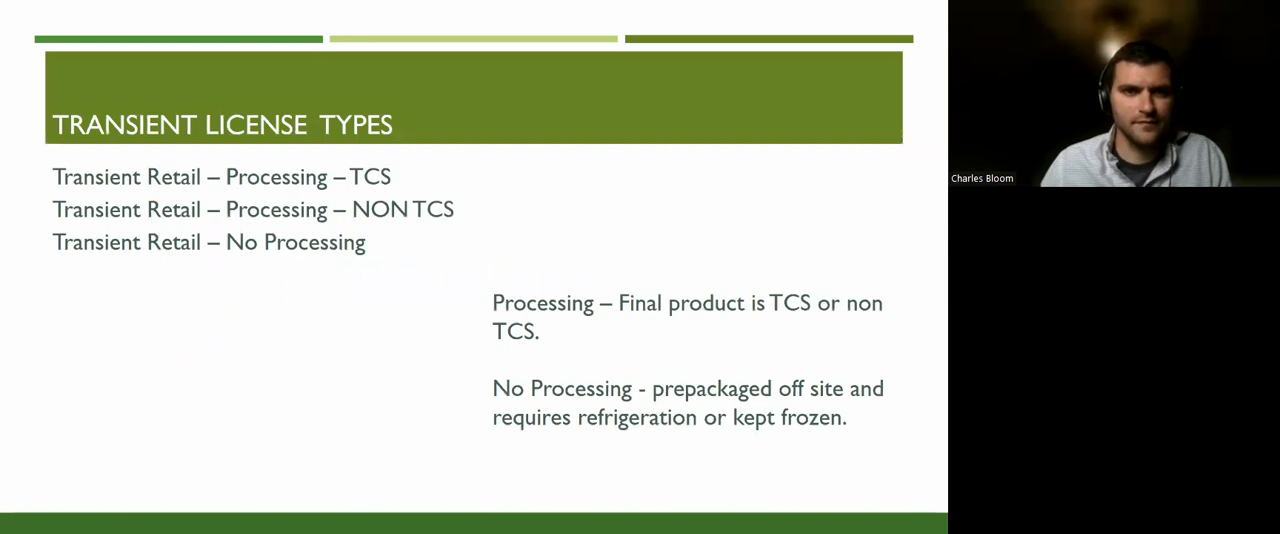 TRANSIENT LICENSE TYPES
Transient Retail – Processing – TCS
Transient Retail – Processing – NON TCS
Transient Retail – No Processing
Processing – Final product is TCS or non
TCS.
No Processing - prepackaged off site and
requires refrigeration or kept frozen.
Charles Bloom